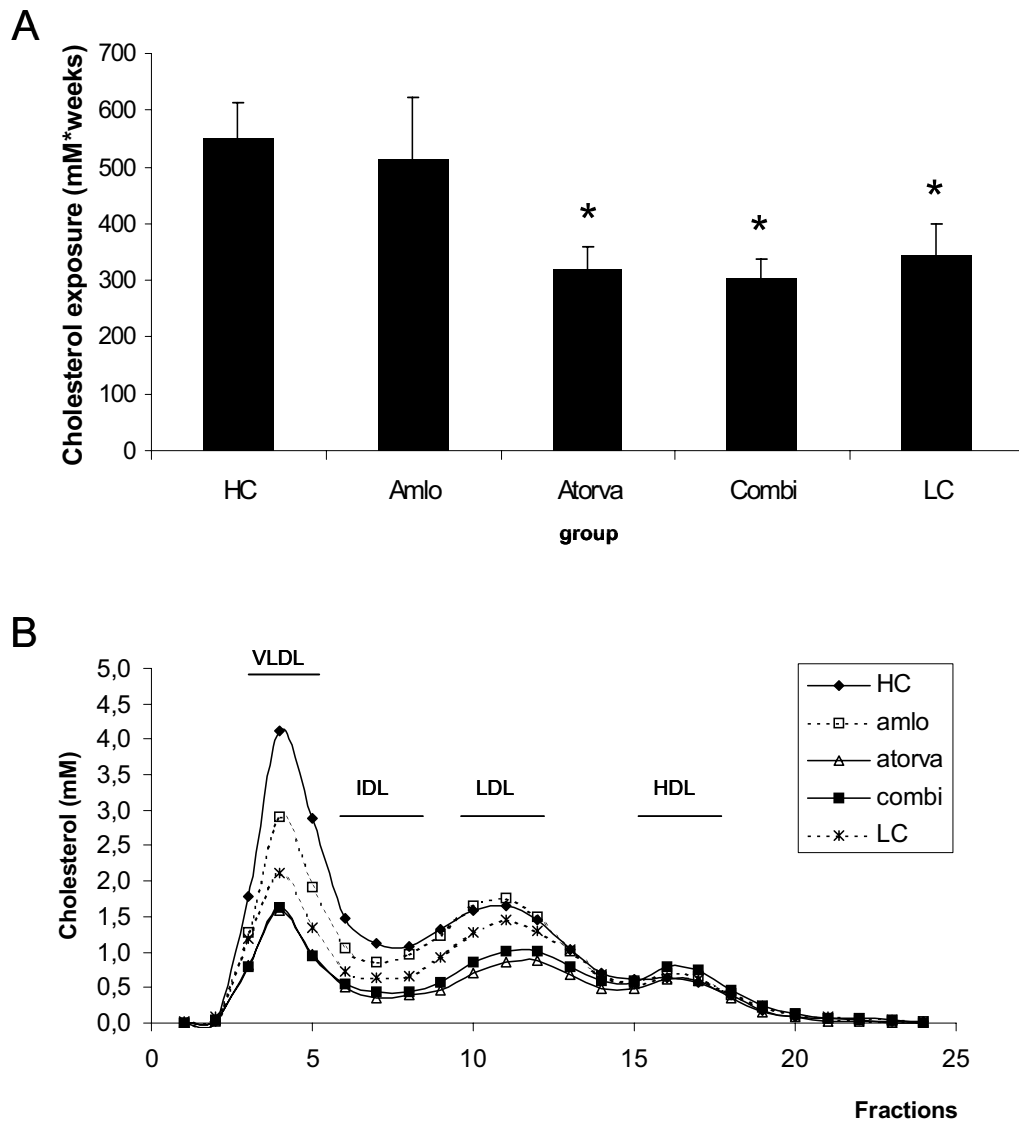 A
Cholesterol exposure (mM*weeks)
700
600
500
400
300
200
100
0
*
*
*
HC Amlo Atorva Combi LC
group
B
Cholesterol (mM)
5,0
4,5
4,0
3,5
3,0
2,5
2,0
1,5
1,0
0,5
0,0
VLDL
IDL
LDL
HDL
HC
amlo
atorva
combi
LC
0 5 10 15 20 25
Fractions